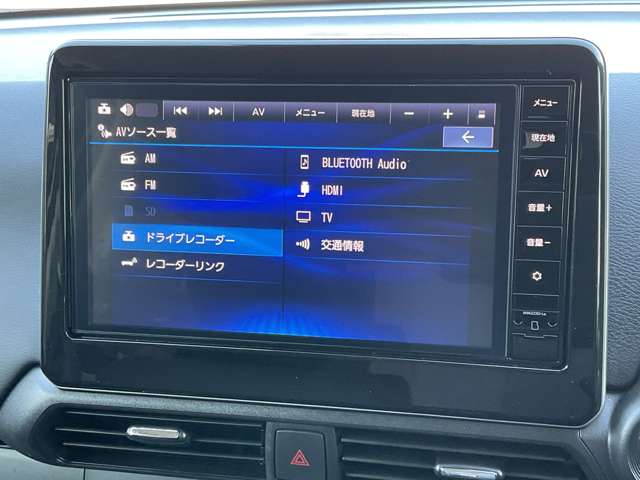 AV メニュー 現在地 － ＋
AVソース一覧
AM
FM
SD
ドライブレコーダー
レコーダーリンク
BLUETOOTH Audio
HDMI
TV
交通情報
メニュー
現在地
AV
音量＋
音量－